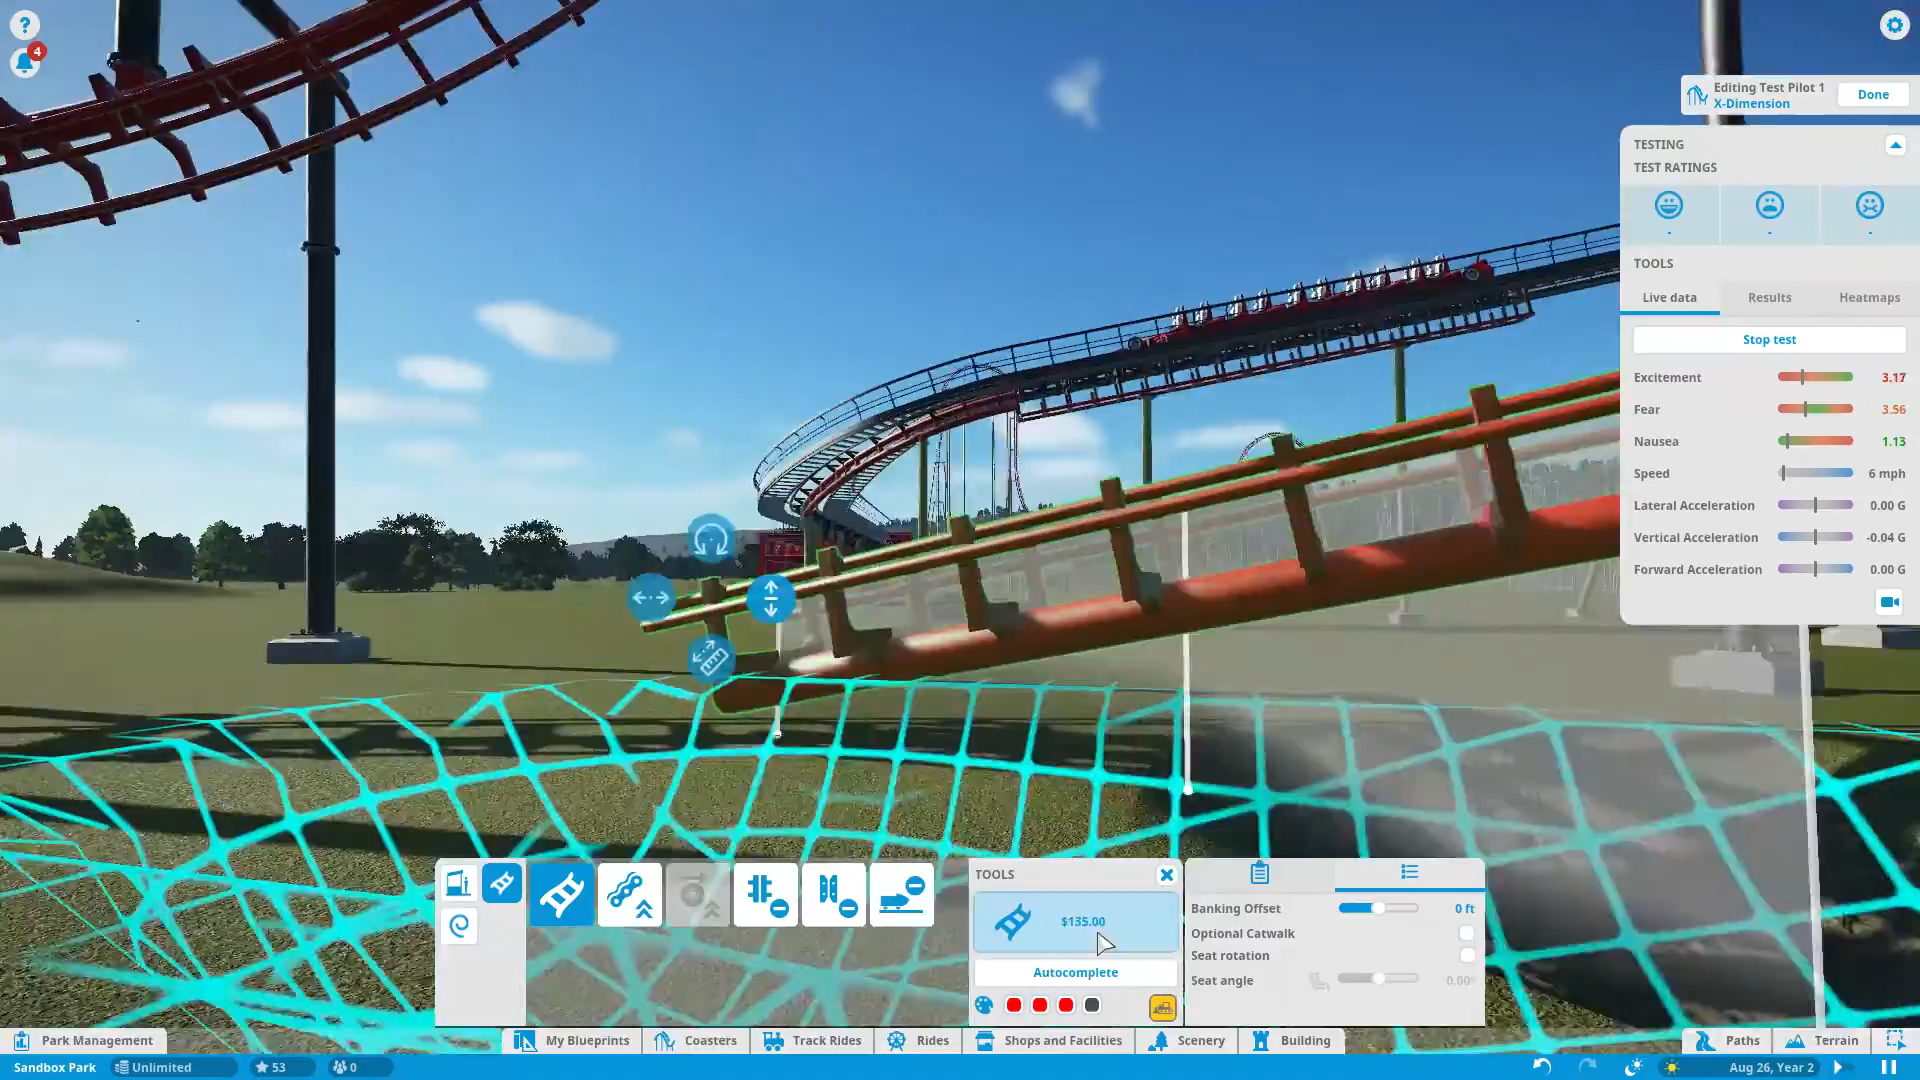 ?
4
Editing Test Pilot 1
X-Dimension
Done
TESTING
TEST RATINGS
- - -
TOOLS
Live data Results Heatmaps
Stop test
Excitement 3.17
Fear 3.56
Nausea 1.13
Speed 6 mph
Lateral Acceleration 0.00 G
Vertical Acceleration -0.04 G
Forward Acceleration 0.00 G
TOOLS
$135.00
Autocomplete
Banking Offset 0 ft
Optional Catwalk
Seat rotation
Seat angle 0.00°
Park Management My Blueprints Coasters Track Rides Rides Shops and Facilities Scenery Building Paths Terrain
Sandbox Park Unlimited 53 0 Aug 26, Year 2